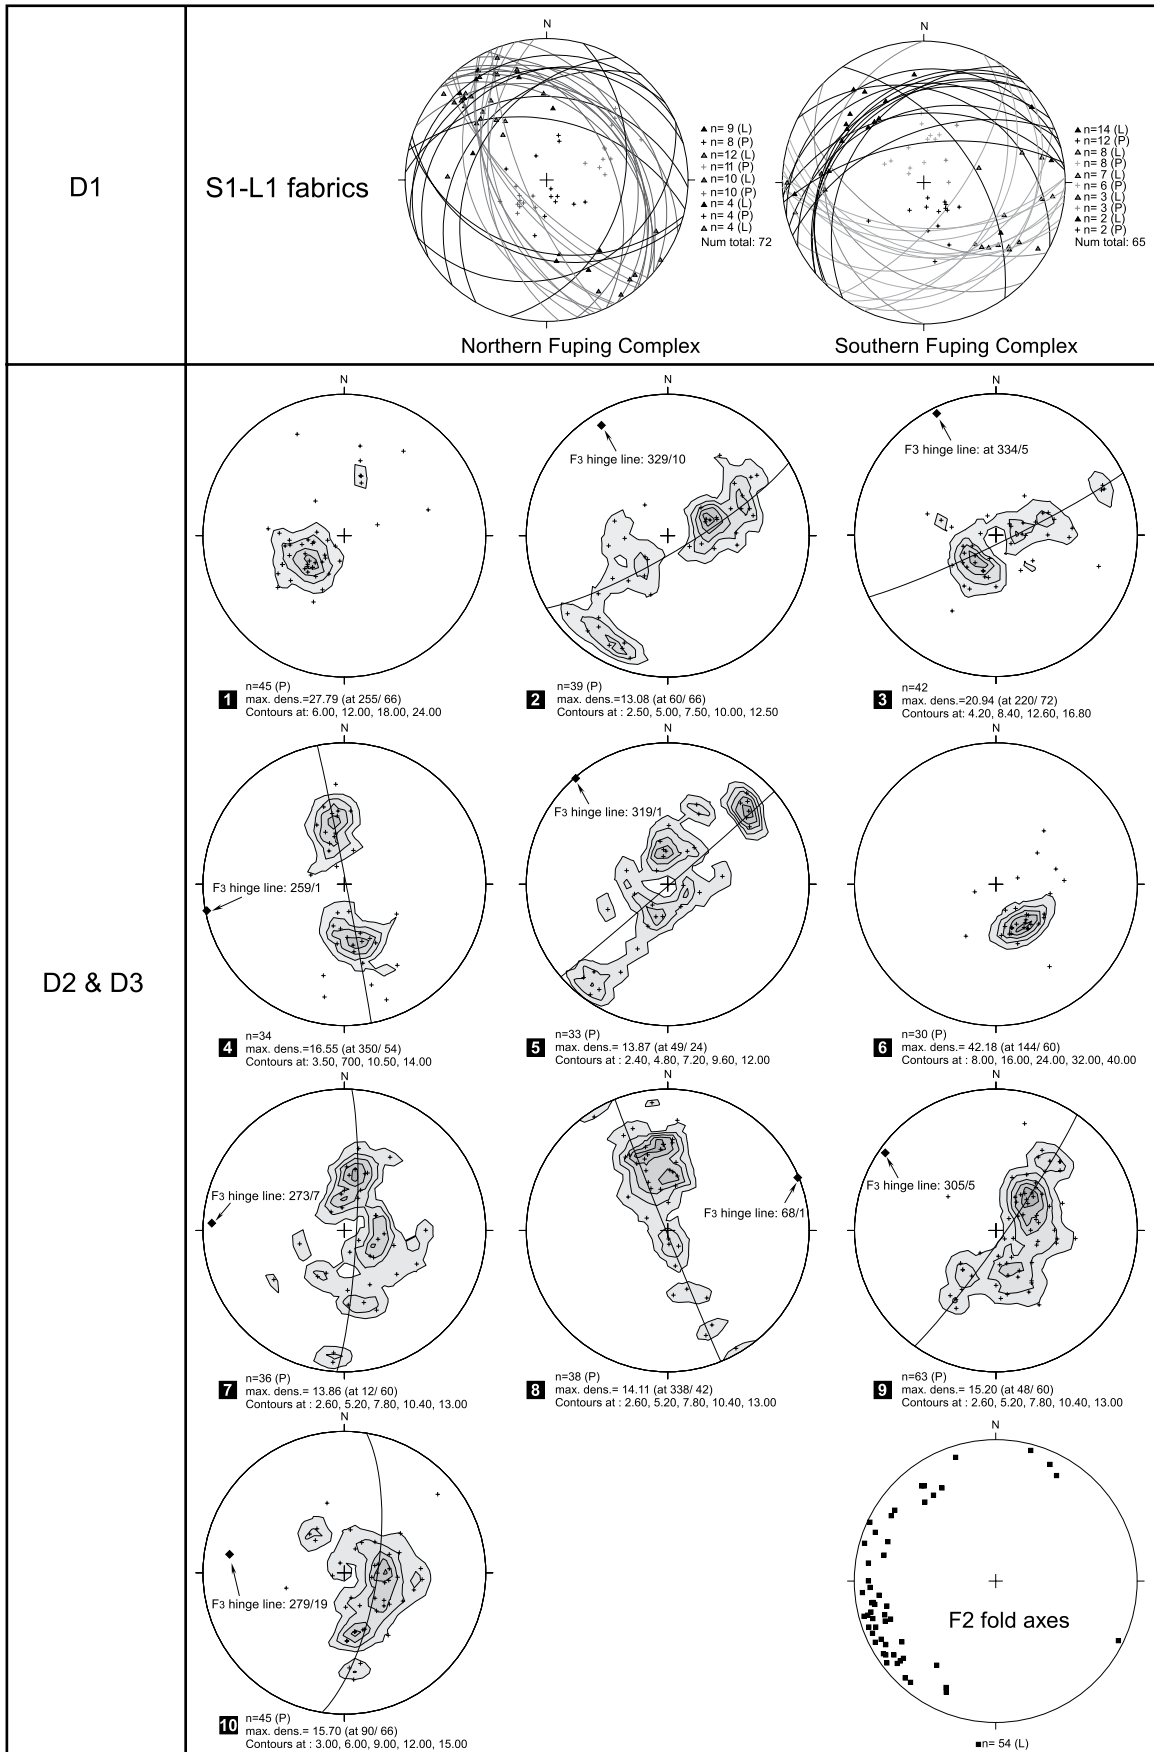 D1
S1-L1 fabrics
N
n= 9 (L)
n= 8 (P)
n=12 (L)
n=11 (P)
n=10 (L)
n=10 (P)
n= 4 (L)
n= 4 (P)
n= 4 (L)
Num total: 72
Northern Fuping Complex
N
n=14 (L)
n=12 (P)
n= 8 (L)
n= 8 (P)
n= 7 (L)
n= 6 (P)
n= 3 (L)
n= 3 (P)
n= 2 (L)
n= 2 (P)
Num total: 65
Southern Fuping Complex
D2 & D3
N
1
n=45 (P)
max. dens.=27.79 (at 255/ 66)
Contours at: 6.00, 12.00, 18.00, 24.00
N
F3 hinge line: 329/10
2
n=39 (P)
max. dens.=13.08 (at 60/ 66)
Contours at : 2.50, 5.00, 7.50, 10.00, 12.50
N
F3 hinge line: at 334/5
3
n=42
max. dens.=20.94 (at 220/ 72)
Contours at: 4.20, 8.40, 12.60, 16.80
N
F3 hinge line: 259/1
4
n=34
max. dens.=16.55 (at 350/ 54)
Contours at: 3.50, 700, 10.50, 14.00
N
F3 hinge line: 319/1
5
n=33 (P)
max. dens.= 13.87 (at 49/ 24)
Contours at : 2.40, 4.80, 7.20, 9.60, 12.00
N
6
n=30 (P)
max. dens.= 42.18 (at 144/ 60)
Contours at : 8.00, 16.00, 24.00, 32.00, 40.00
N
F3 hinge line: 273/7
7
n=36 (P)
max. dens.= 13.86 (at 12/ 60)
Contours at : 2.60, 5.20, 7.80, 10.40, 13.00
N
F3 hinge line: 68/1
8
n=38 (P)
max. dens.= 14.11 (at 338/ 42)
Contours at : 2.60, 5.20, 7.80, 10.40, 13.00
N
F3 hinge line: 305/5
9
n=63 (P)
max. dens.= 15.20 (at 48/ 60)
Contours at : 2.60, 5.20, 7.80, 10.40, 13.00
N
F3 hinge line: 279/19
10
n=45 (P)
max. dens.= 15.70 (at 90/ 66)
Contours at : 3.00, 6.00, 9.00, 12.00, 15.00
N
F2 fold axes
n= 54 (L)